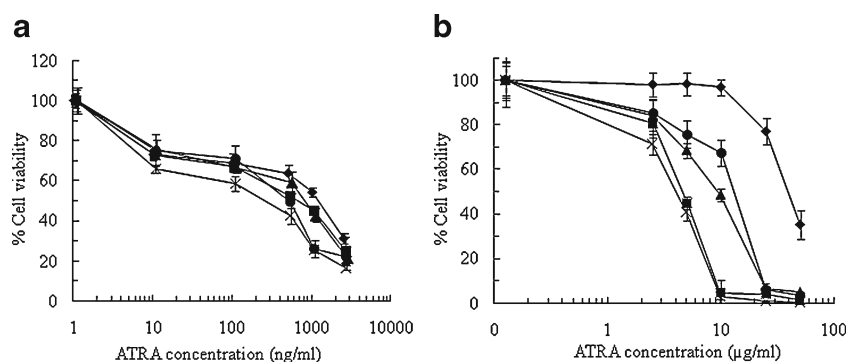 a
120
100
80
60
40
20
0
% Cell viability
1 10 100 1000 10000
ATRA concentration (ng/ml)
b
100
80
60
40
20
0
% Cell viability
0 1 10 100
ATRA concentration (μg/ml)